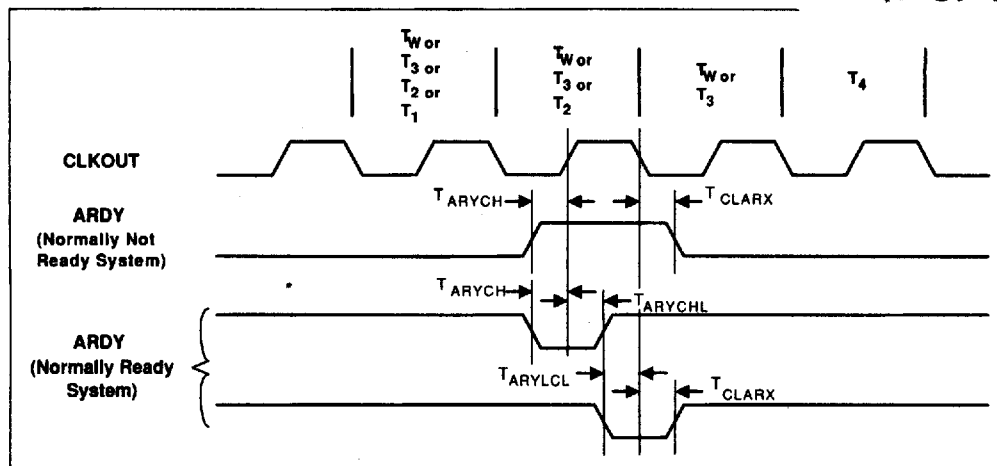 TW or
T3 or
T2 or
T1
TW or
T3 or
T2
TW or
T3
T4
CLKOUT
TARYCH
TCLARX
ARDY
(Normally Not
Ready System)
TARYCH
TARYCHL
ARDY
(Normally Ready
System)
TARYLCL
TCLARX